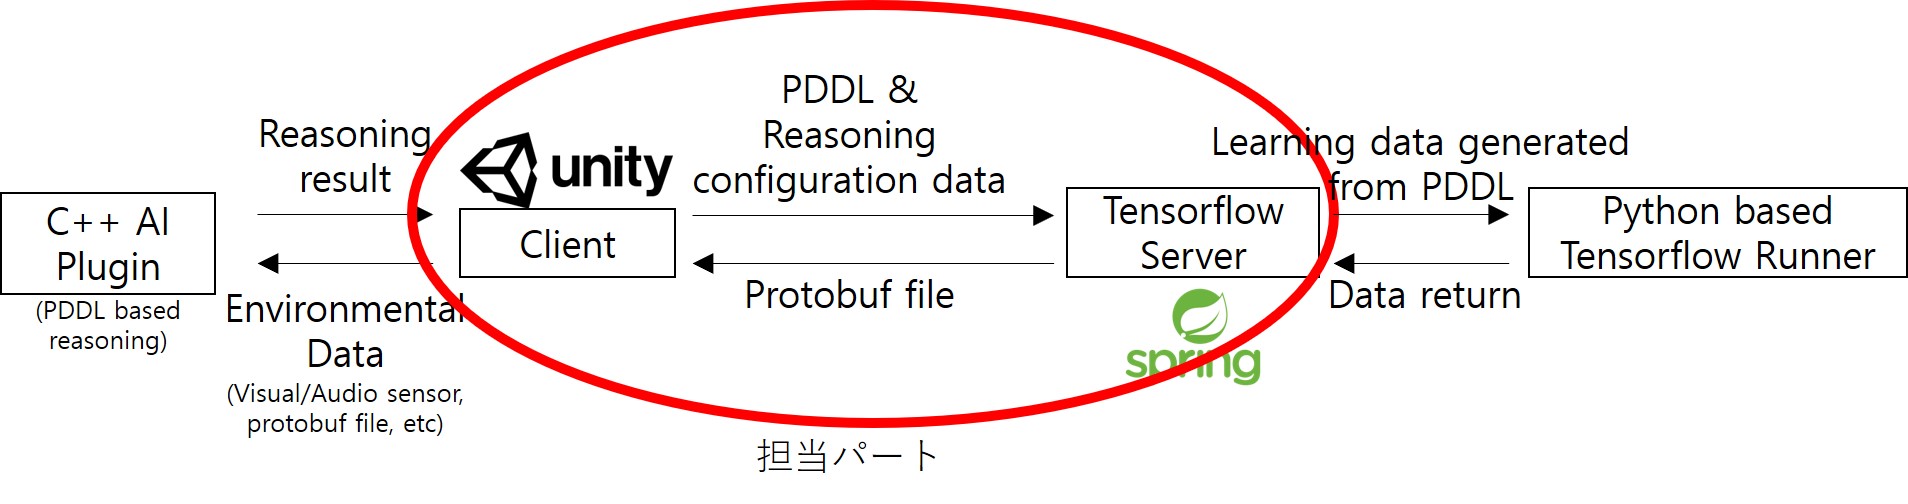 PDDL &
Reasoning
configuration data
Reasoning
result
unity
Learning data generated
from PDDL
C++ AI
Plugin
(PDDL based
reasoning)
Client
Tensorflow
Server
Python based
Tensorflow Runner
Environmental
Data
(Visual/Audio sensor,
protobuf file, etc)
Protobuf file
Data return
spring
担当パート